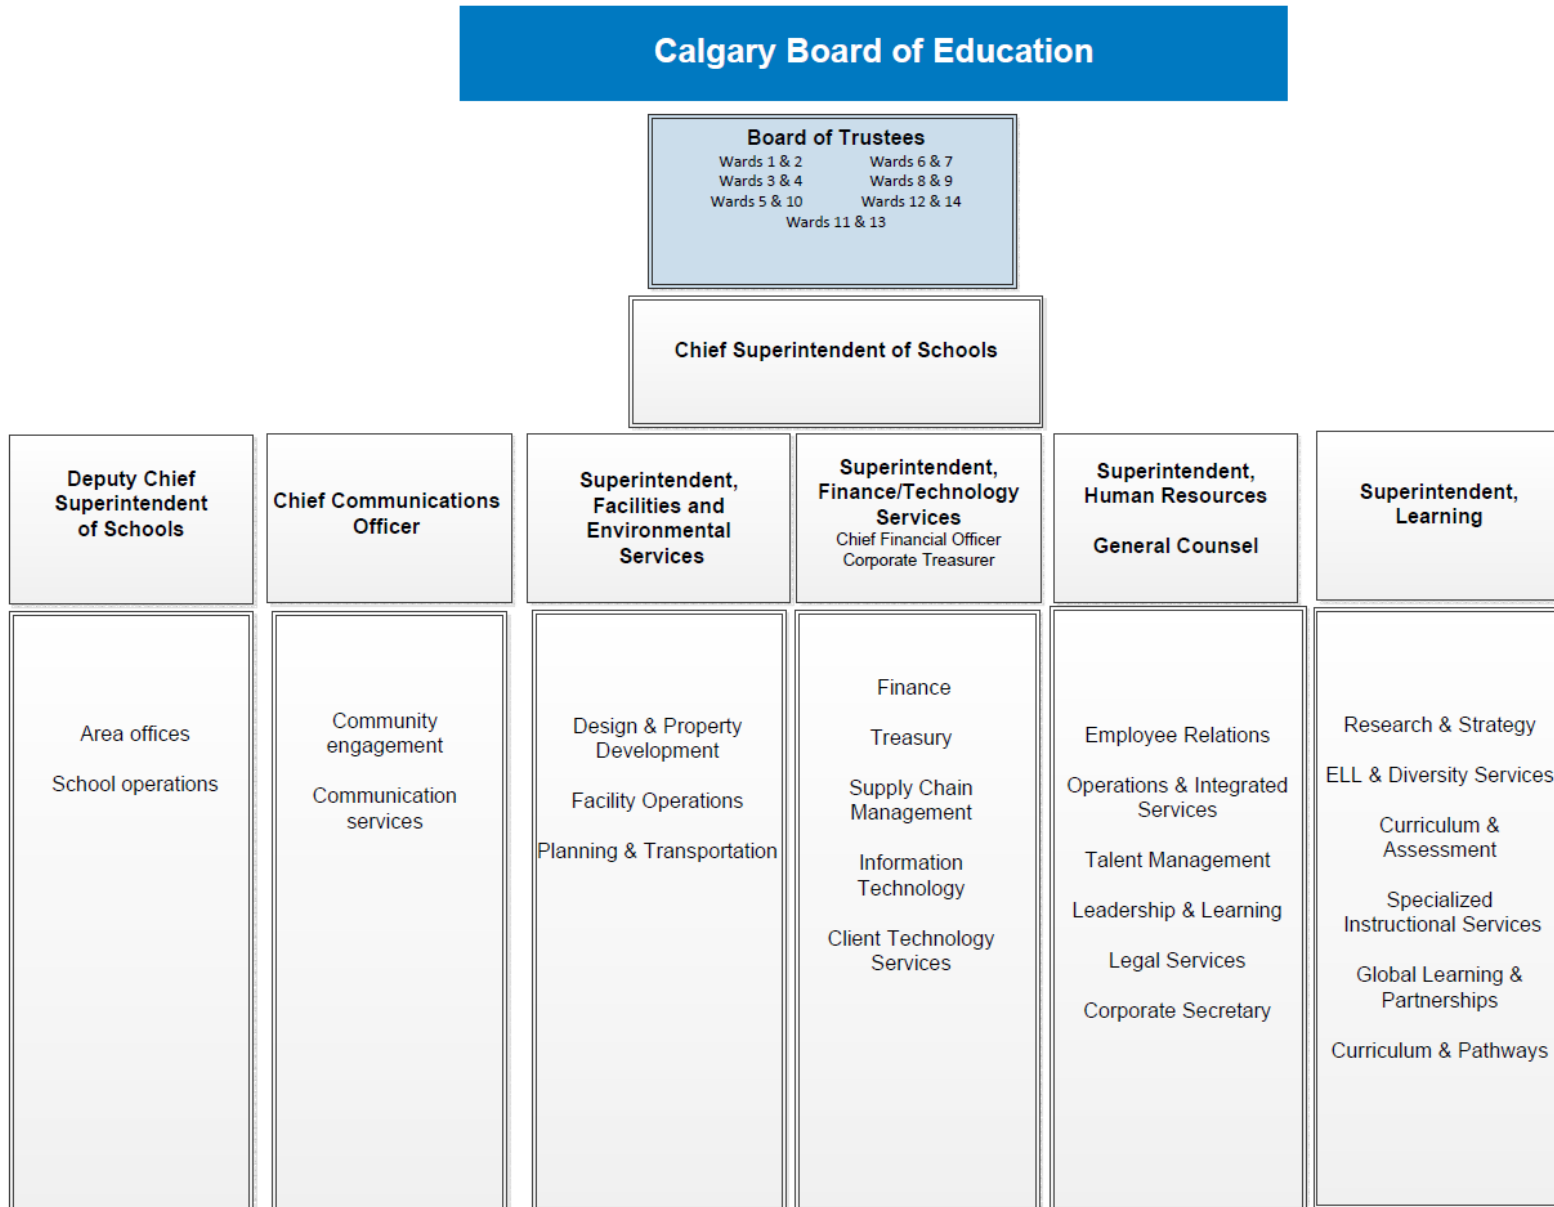 Calgary Board of Education
Board of Trustees
Wards 1 & 2
Wards 6 & 7
Wards 3 & 4
Wards 8 & 9
Wards 5 & 10
Wards 12 & 14
Wards 11 & 13
Chief Superintendent of Schools
Deputy Chief
Superintendent
of Schools
Chief Communications
Officer
Superintendent,
Facilities and
Environmental
Services
Superintendent,
Finance/Technology
Services
Chief Financial Officer
Corporate Treasurer
Superintendent,
Human Resources
General Counsel
Superintendent,
Learning
Area offices
School operations
Community
engagement
Communication
services
Design & Property
Development
Facility Operations
Planning & Transportation
Finance
Treasury
Supply Chain
Management
Information
Technology
Client Technology
Services
Employee Relations
Operations & Integrated
Services
Talent Management
Leadership & Learning
Legal Services
Corporate Secretary
Research & Strategy
ELL & Diversity Services
Curriculum &
Assessment
Specialized
Instructional Services
Global Learning &
Partnerships
Curriculum & Pathways